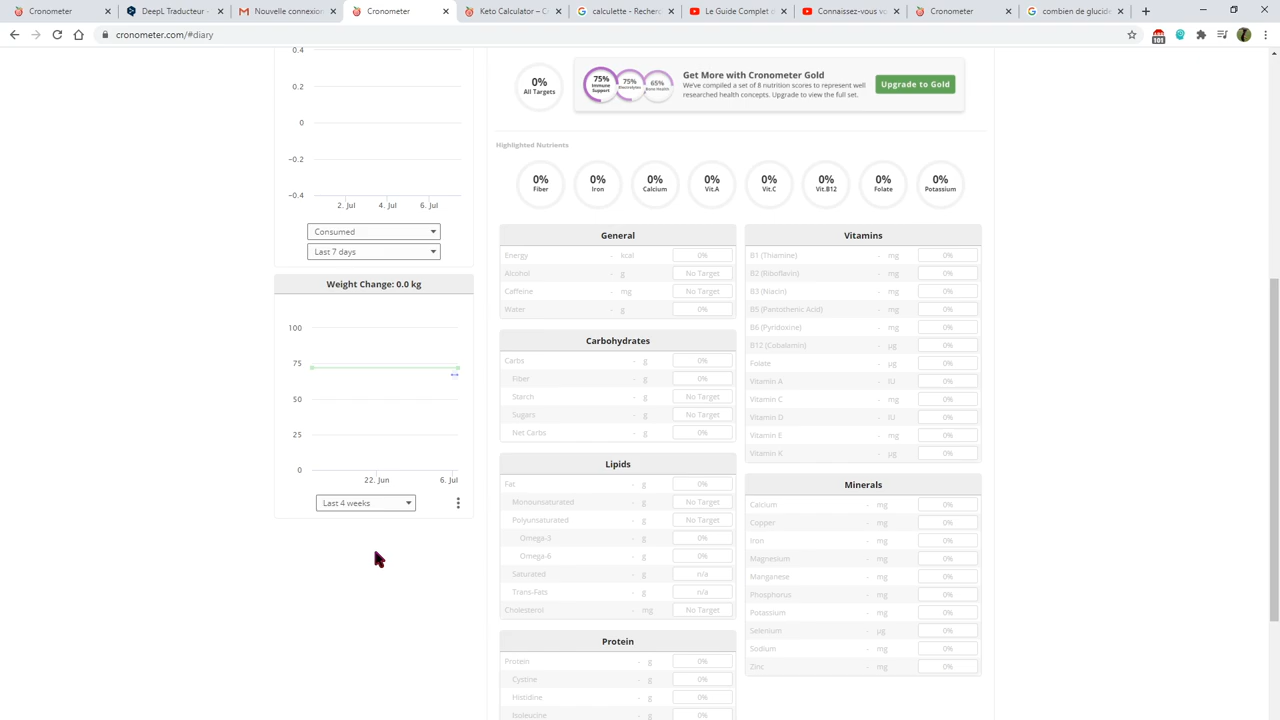 Cronometer
DeepL Traducteur –
Nouvelle connexion
Cronometer
Keto Calculator – C
calculette - Recher
Le Guide Complet d
Connaissez-vous vo
Cronometer
combien de glucid
cronometer.com/#diary
101
0.4
0.2
0
−0.2
−0.4
2. Jul
4. Jul
6. Jul
Consumed
Last 7 days
Weight Change: 0.0 kg
100
75
50
25
0
22. Jun
6. Jul
Last 4 weeks
0%
All Targets
75%
Immune
Support
75%
Electrolytes
65%
Bone Health
Get More with Cronometer Gold
We've compiled a set of 8 nutrition scores to represent well
researched health concepts. Upgrade to view the full set.
Upgrade to Gold
Highlighted Nutrients
0%
Fiber
0%
Iron
0%
Calcium
0%
Vit.A
0%
Vit.C
0%
Vit.B12
0%
Folate
0%
Potassium
General
Energy - kcal 0%
Alcohol - g No Target
Caffeine - mg No Target
Water - g 0%
Carbohydrates
Carbs - g 0%
Fiber - g 0%
Starch - g No Target
Sugars - g No Target
Net Carbs - g 0%
Lipids
Fat - g 0%
Monounsaturated - g No Target
Polyunsaturated - g No Target
Omega-3 - g 0%
Omega-6 - g 0%
Saturated - g n/a
Trans-Fats - g n/a
Cholesterol - mg No Target
Protein
Protein - g 0%
Cystine - g 0%
Histidine - g 0%
Isoleucine - g 0%
Vitamins
B1 (Thiamine) - mg 0%
B2 (Riboflavin) - mg 0%
B3 (Niacin) - mg 0%
B5 (Pantothenic Acid) - mg 0%
B6 (Pyridoxine) - mg 0%
B12 (Cobalamin) - µg 0%
Folate - µg 0%
Vitamin A - IU 0%
Vitamin C - mg 0%
Vitamin D - IU 0%
Vitamin E - mg 0%
Vitamin K - µg 0%
Minerals
Calcium - mg 0%
Copper - mg 0%
Iron - mg 0%
Magnesium - mg 0%
Manganese - mg 0%
Phosphorus - mg 0%
Potassium - mg 0%
Selenium - µg 0%
Sodium - mg 0%
Zinc - mg 0%